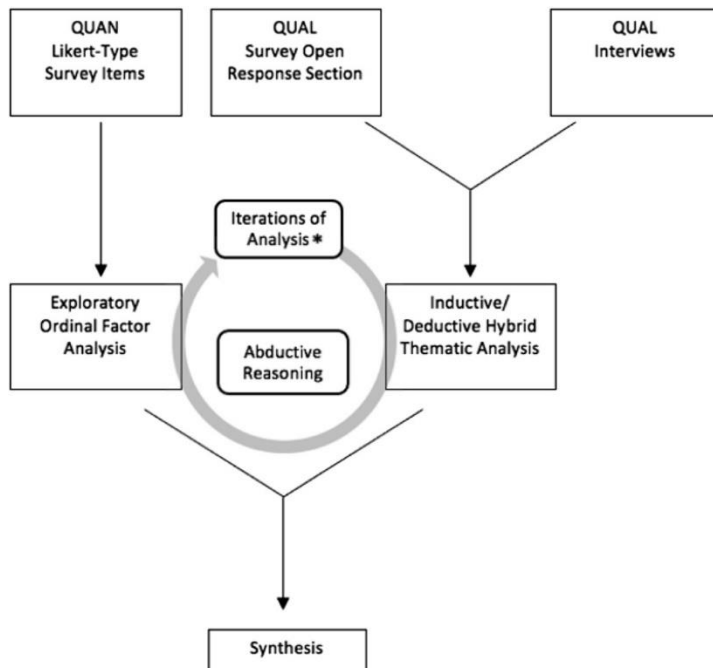 QUAN
Likert-Type
Survey Items
QUAL
Survey Open
Response Section
QUAL
Interviews
Iterations of
Analysis*
Exploratory
Ordinal Factor
Analysis
Abductive
Reasoning
Inductive/
Deductive Hybrid
Thematic Analysis
Synthesis